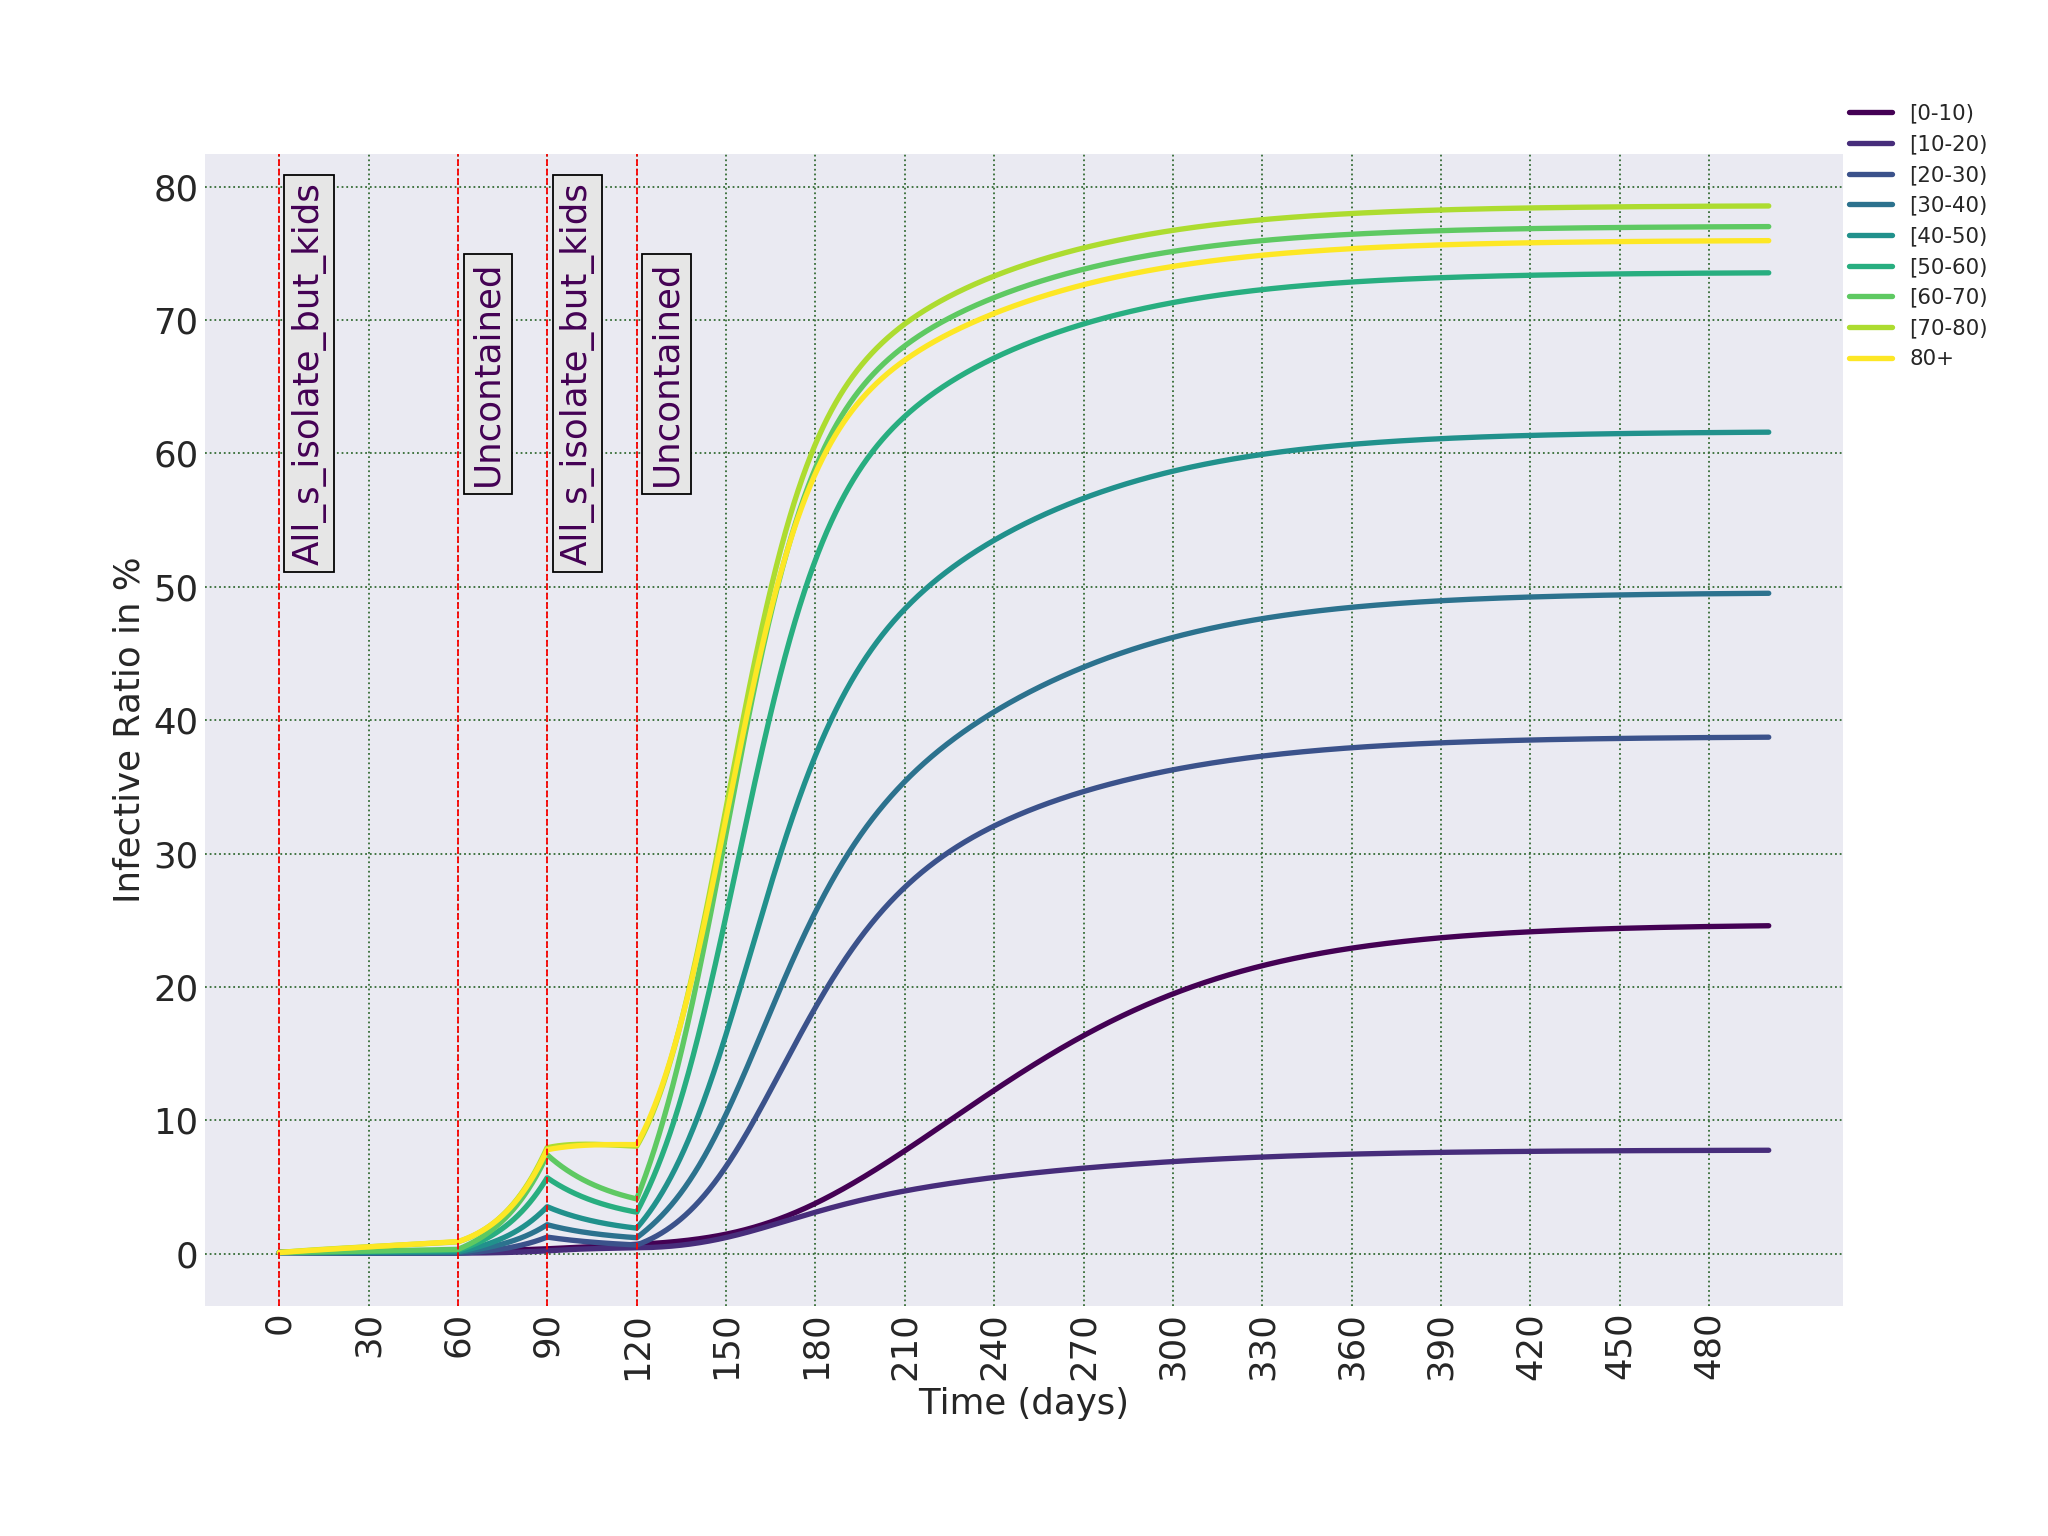 [0-10)
[10-20)
[20-30)
[30-40)
[40-50)
[50-60)
[60-70)
[70-80)
80+
All_s_isolate_but_kids
Uncontained
All_s_isolate_but_kids
Uncontained
Infective Ratio in %
80
70
60
50
40
30
20
10
0
0 30 60 90 120 150 180 210 240 270 300 330 360 390 420 450 480
Time (days)